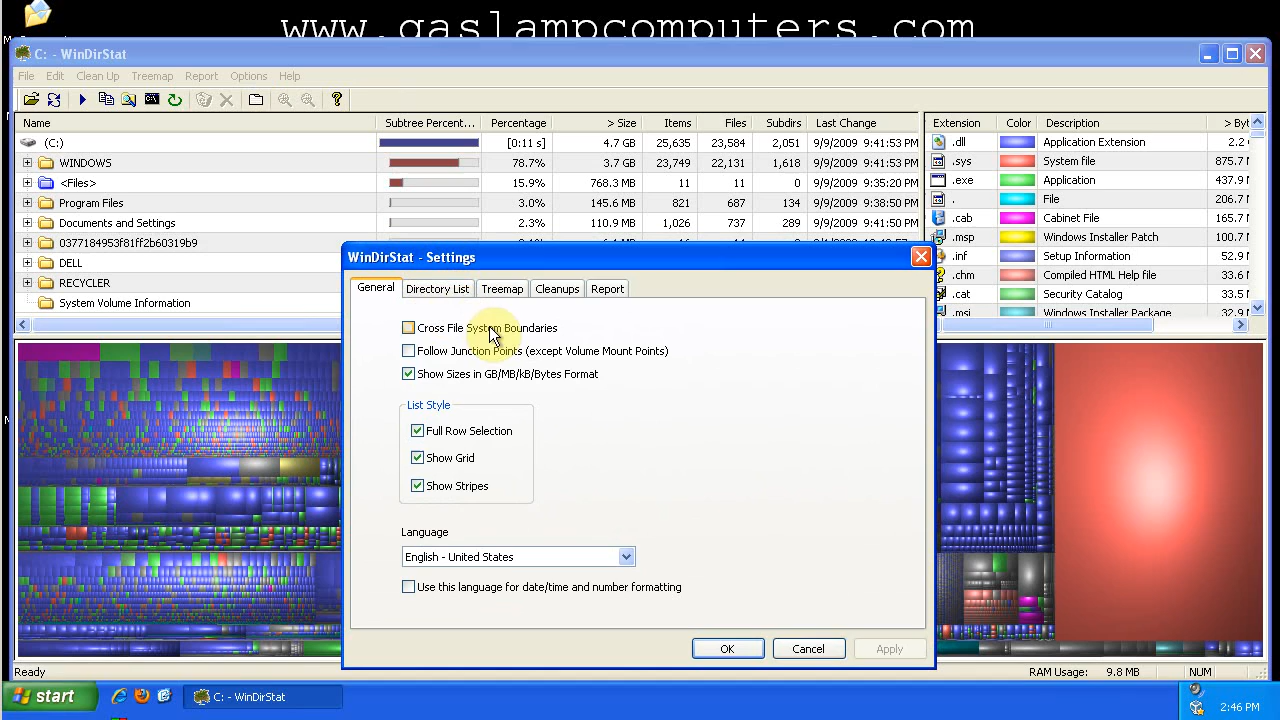 www.gaslampcomputers.com
C: - WinDirStat
File Edit Clean Up Treemap Report Options Help
Name Subtree Percent... Percentage > Size Items Files Subdirs Last Change
(C:) [0:11 s] 4.7 GB 25,635 23,584 2,051 9/9/2009 9:41:53 PM
WINDOWS 78.7% 3.7 GB 23,749 22,131 1,618 9/9/2009 9:41:53 PM
<Files> 15.9% 768.3 MB 11 11 0 9/9/2009 9:35:20 PM
Program Files 3.0% 145.6 MB 821 687 134 9/9/2009 9:38:50 PM
Documents and Settings 2.3% 110.9 MB 1,026 737 289 9/9/2009 9:41:50 PM
0377184953f81ff2b60319b9
DELL
RECYCLER
System Volume Information
Extension Color Description > Byt
.dll Application Extension 2.2
.sys System file 875.7
.exe Application 437.9
. File 206.7
.cab Cabinet File 165.7
.msp Windows Installer Patch 100.7
.inf Setup Information 52.9
.chm Compiled HTML Help file 33.6
.cat Security Catalog 33.6
.msi Windows Installer Package 32.9
WinDirStat - Settings
General Directory List Treemap Cleanups Report
Cross File System Boundaries
Follow Junction Points (except Volume Mount Points)
Show Sizes in GB/MB/kB/Bytes Format
List Style
Full Row Selection
Show Grid
Show Stripes
Language
English - United States
Use this language for date/time and number formatting
OK Cancel Apply
Ready RAM Usage: 9.8 MB NUM
start C: - WinDirStat 2:46 PM